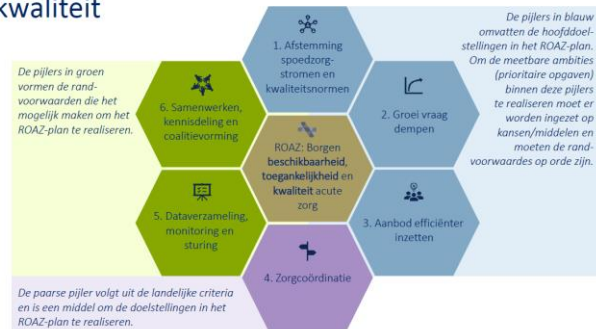 kwaliteit
De pijlers in groen
vormen de rand-
voorwaarden die het
mogelijk maken om het
ROAZ-plan te realiseren.
1. Afstemming
spoedzorg-
stromen en
kwaliteitsnormen
De pijlers in blauw
omvatten de hoofddoel-
stellingen in het ROAZ-plan.
Om de meetbare ambities
(prioritaire opgaven)
binnen deze pijlers
te realiseren moet er
worden ingezet op
kansen/middelen en
moeten de rand-
voorwaardes op orde zijn.
6. Samenwerken,
kennisdeling en
coalitievorming
2. Groei vraag
dempen
ROAZ: Borgen
beschikbaarheid,
toegankelijkheid en
kwaliteit acute
zorg
5. Dataverzameling,
monitoring en
sturing
3. Aanbod efficiënter
inzetten
4. Zorgcoördinatie
De paarse pijler volgt uit de landelijke criteria
en is een middel om de doelstellingen in het
ROAZ-plan te realiseren.